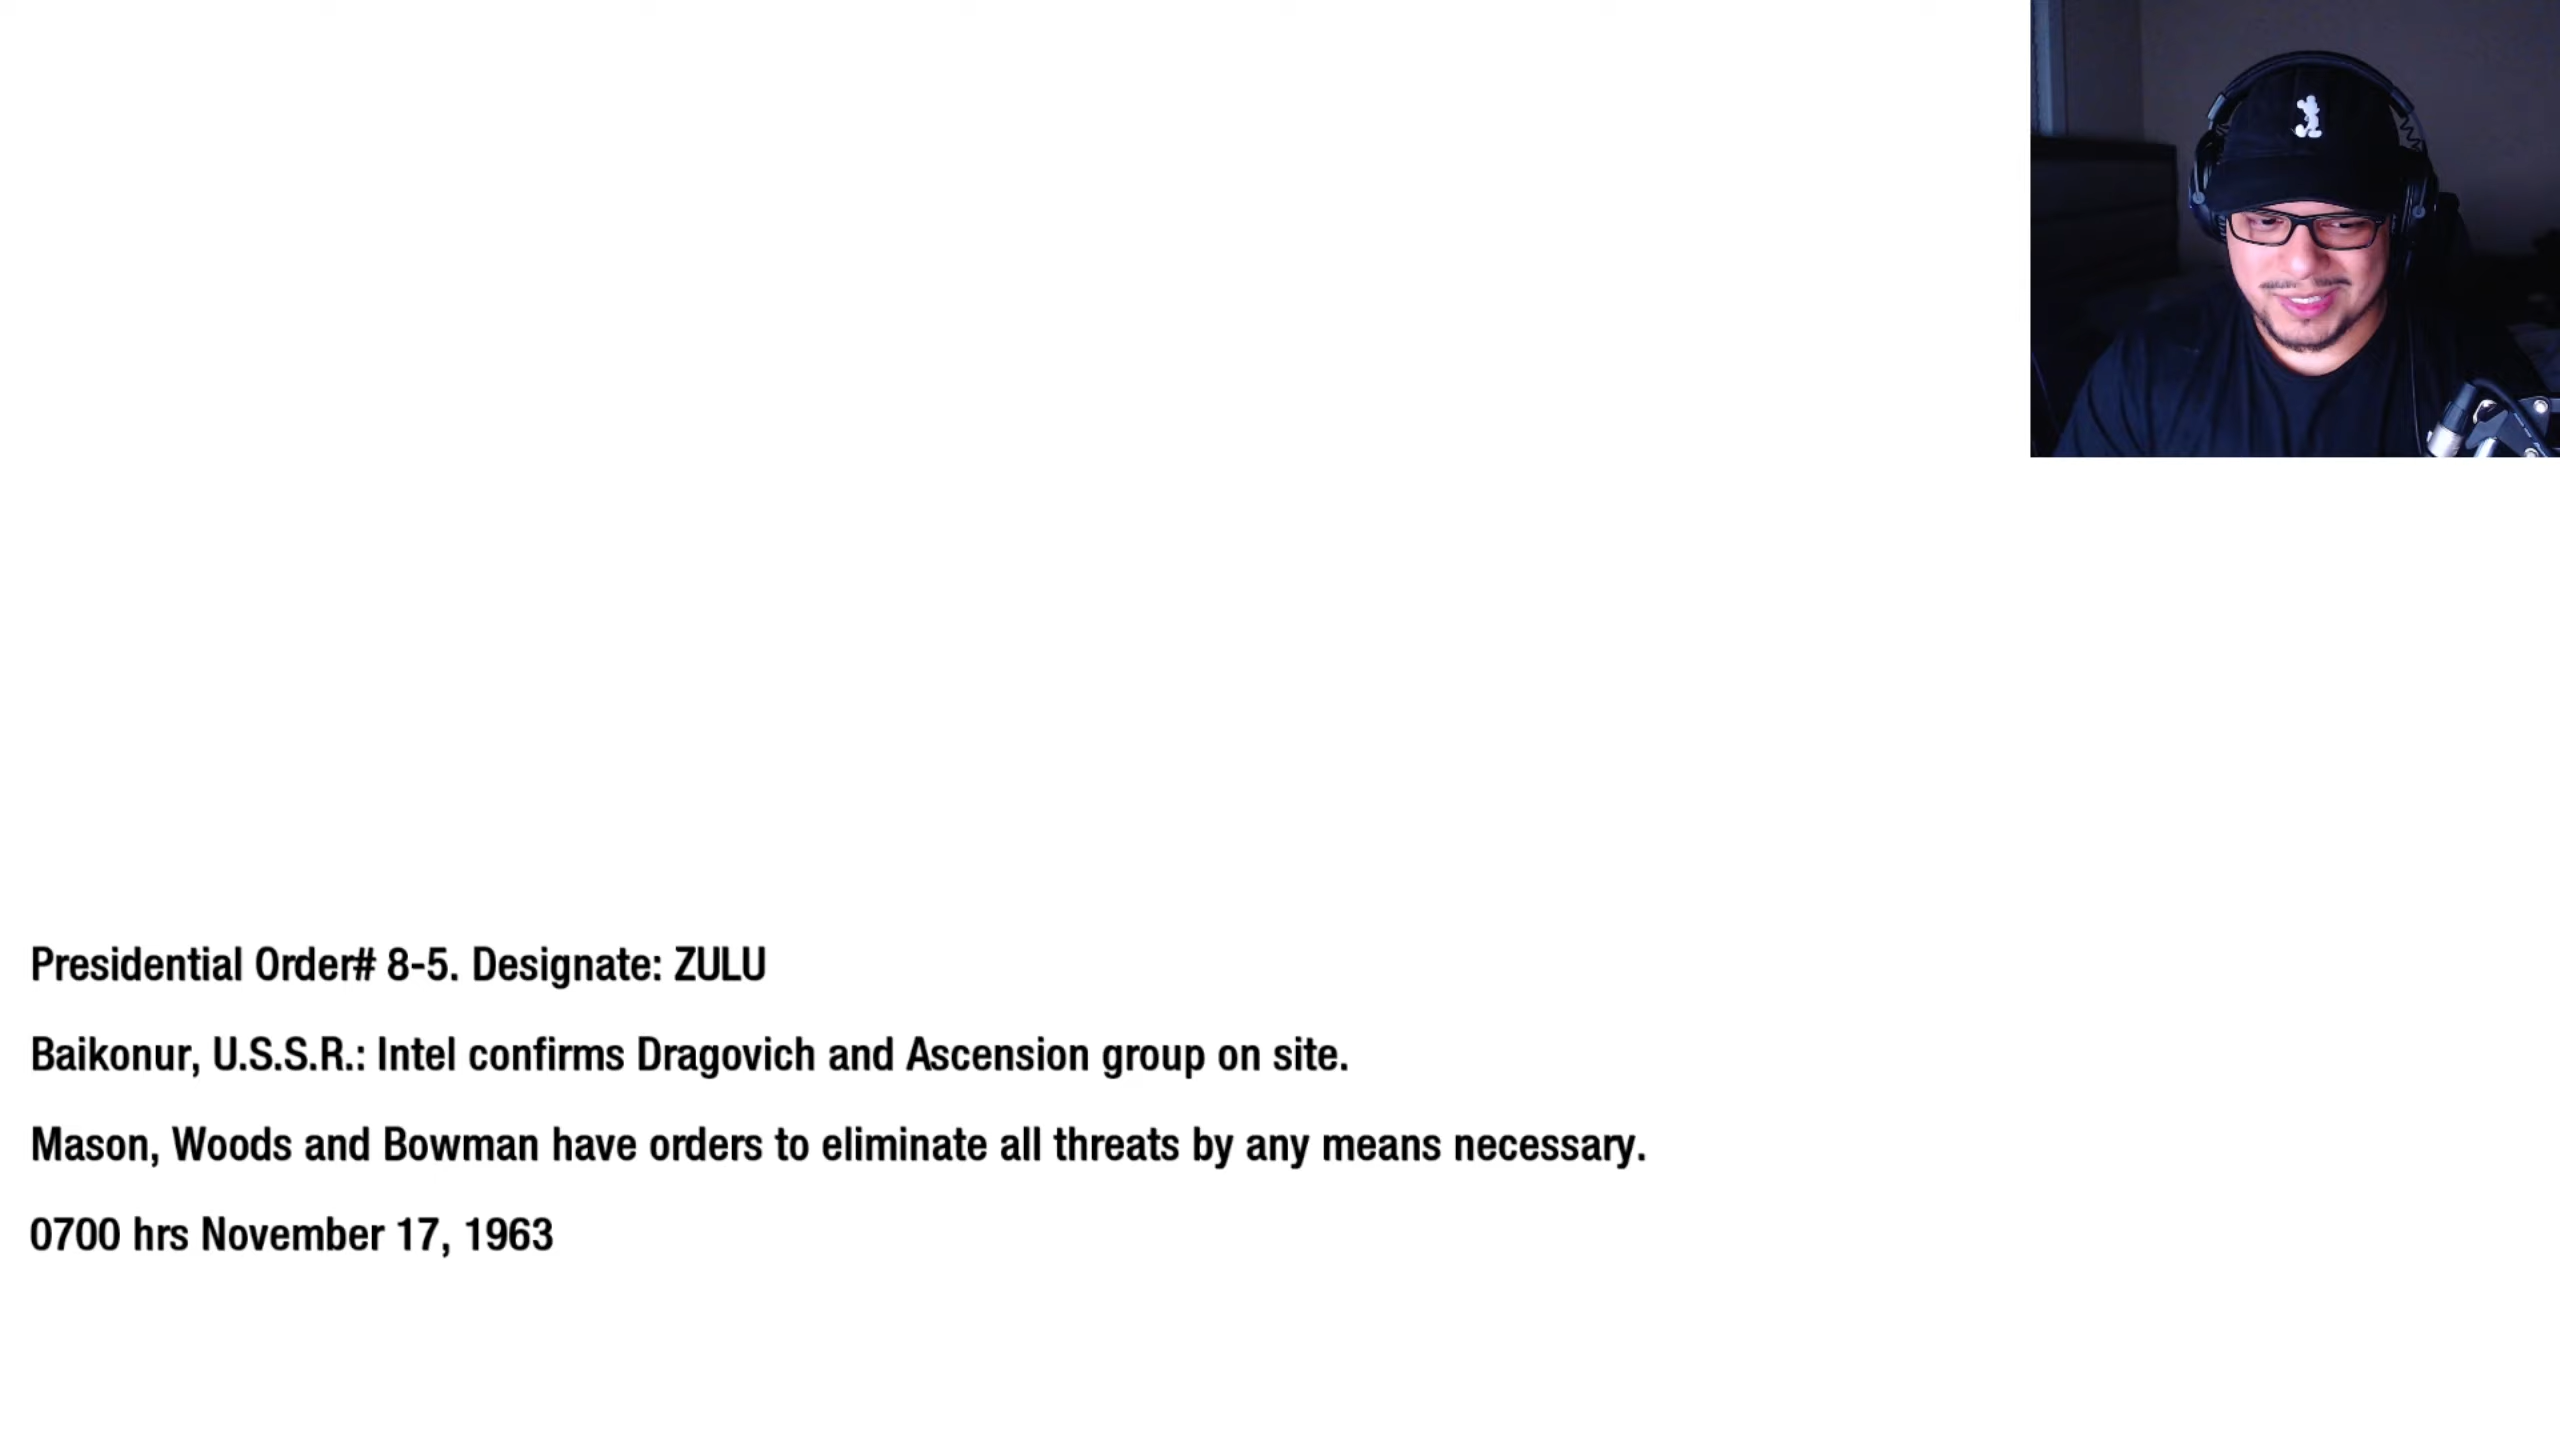 Presidential Order# 8-5. Designate: ZULU
Baikonur, U.S.S.R.: Intel confirms Dragovich and Ascension group on site.
Mason, Woods and Bowman have orders to eliminate all threats by any means necessary.
0700 hrs November 17, 1963